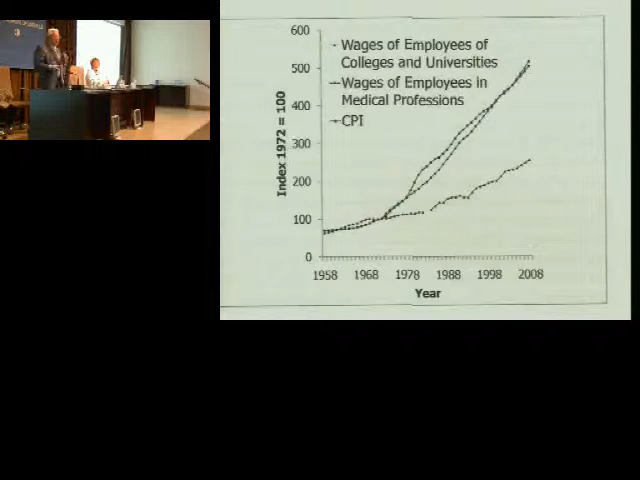 600
500
400
300
200
100
0
Index 1972 = 100
Wages of Employees of
Colleges and Universities
Wages of Employees in
Medical Professions
CPI
1958 1968 1978 1988 1998 2008
Year